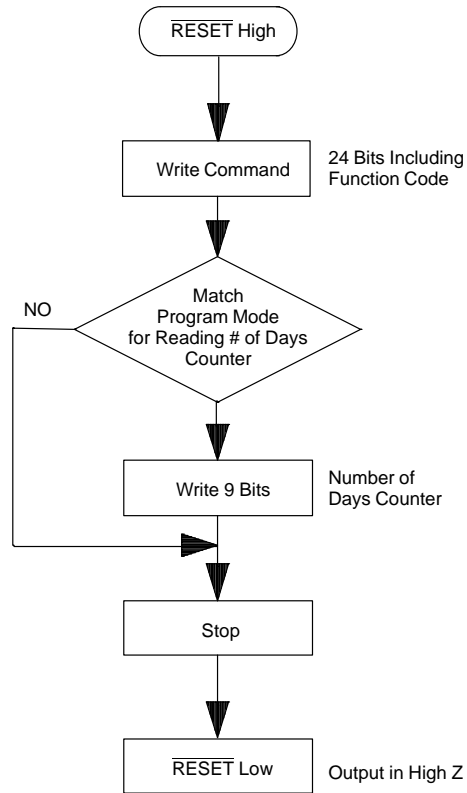 RESET High
Write Command
24 Bits Including
Function Code
Match
Program Mode
for Reading # of Days
Counter
NO
Write 9 Bits
Number of
Days Counter
Stop
RESET Low
Output in High Z